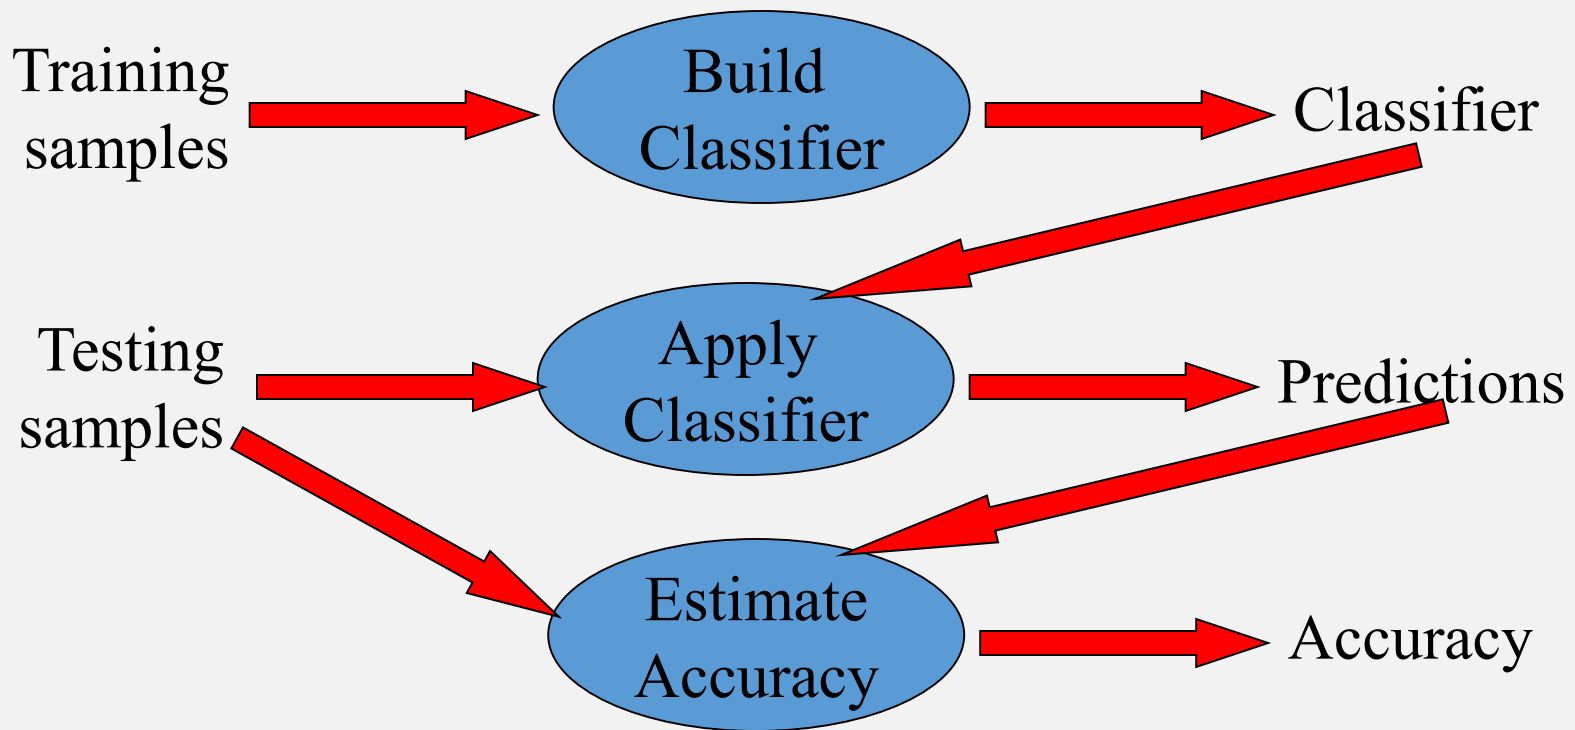 Training
samples
Build
Classifier
Classifier
Testing
samples
Apply
Classifier
Predictions
Estimate
Accuracy
Accuracy